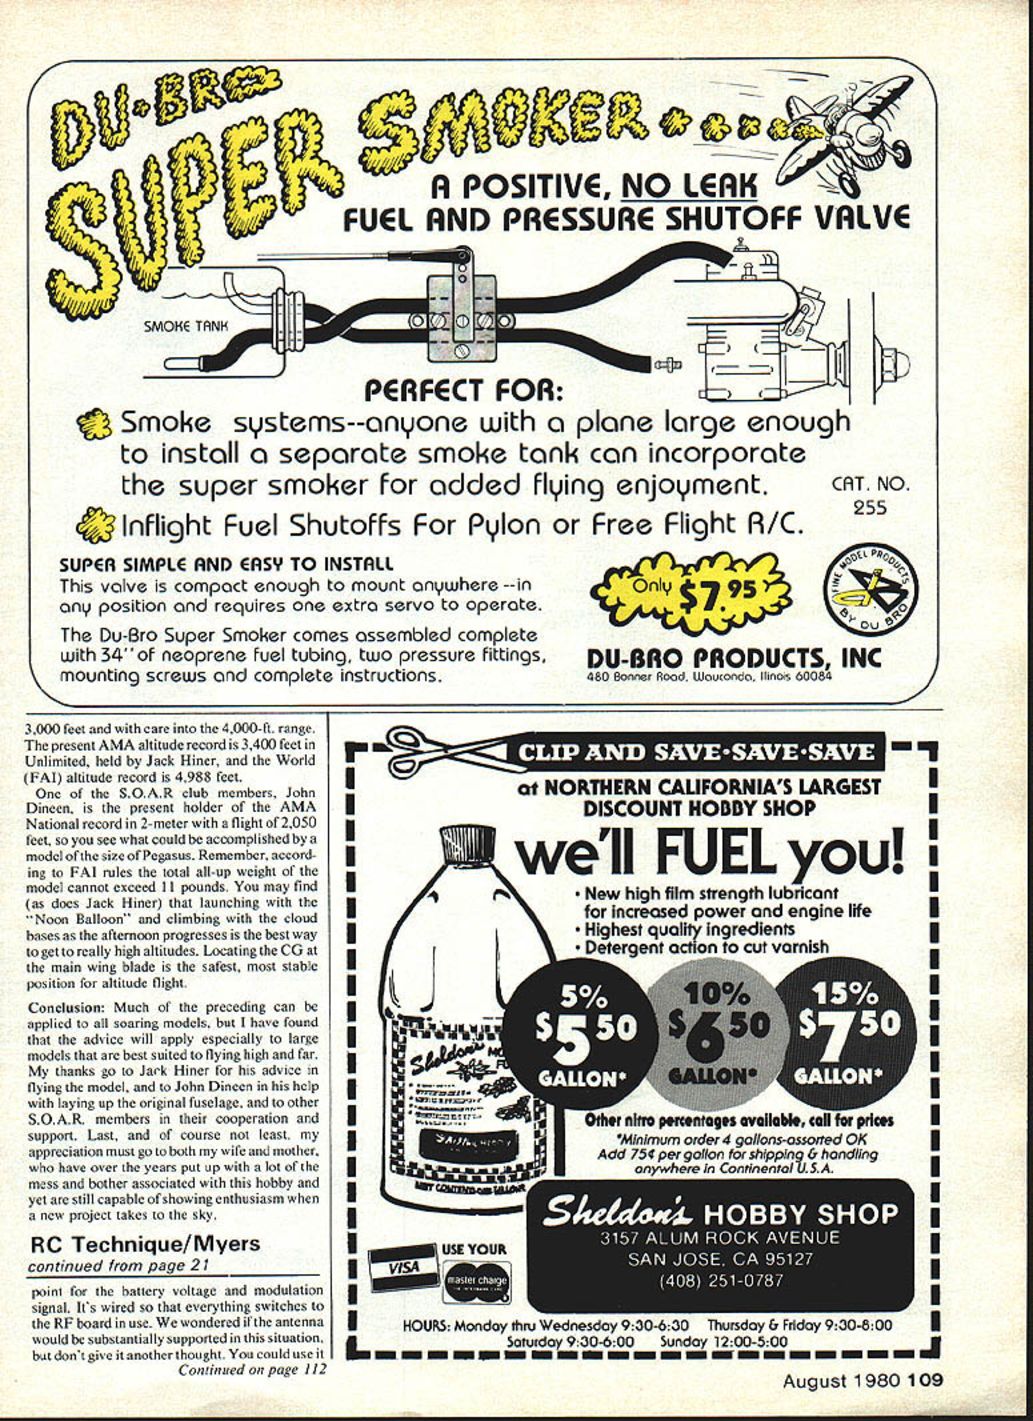 DU-BRO
SUPER SMOKER
A POSITIVE, NO LEAK
FUEL AND PRESSURE SHUTOFF VALVE
SMOKE TANK
PERFECT FOR:
Smoke systems--anyone with a plane large enough
to install a separate smoke tank can incorporate
the super smoker for added flying enjoyment.
Inflight Fuel Shutoffs For Pylon or Free Flight R/C.
CAT. NO.
255
SUPER SIMPLE AND EASY TO INSTALL
This valve is compact enough to mount anywhere --in
any position and requires one extra servo to operate.
The Du-Bro Super Smoker comes assembled complete
with 34" of neoprene fuel tubing, two pressure fittings,
mounting screws and complete instructions.
Only $7.95
FINE MODEL PRODUCTS
BY DU BRO
DU-BRO PRODUCTS, INC
480 Bonner Road, Wauconda, Illinois 60084
3,000 feet and with care into the 4,000-ft. range.
The present AMA altitude record is 3,400 feet in
Unlimited, held by Jack Hiner, and the World
(FAI) altitude record is 4,988 feet.
One of the S.O.A.R club members, John
Dineen, is the present holder of the AMA
National record in 2-meter with a flight of 2,050
feet, so you see what could be accomplished by a
model of the size of Pegasus. Remember, accord-
ing to FAI rules the total all-up weight of the
model cannot exceed 11 pounds. You may find
(as does Jack Hiner) that launching with the
"Noon Balloon" and climbing with the cloud
bases as the afternoon progresses is the best way
to get to really high altitudes. Locating the CG at
the main wing blade is the safest, most stable
position for altitude flight.
Conclusion: Much of the preceding can be
applied to all soaring models, but I have found
that the advice will apply especially to large
models that are best suited to flying high and far.
My thanks go to Jack Hiner for his advice in
flying the model, and to John Dineen in his help
with laying up the original fuselage, and to other
S.O.A.R. members in their cooperation and
support. Last, and of course not least, my
appreciation must go to both my wife and mother,
who have over the years put up with a lot of the
mess and bother associated with this hobby and
yet are still capable of showing enthusiasm when
a new project takes to the sky.
RC Technique/Myers
continued from page 21
point for the battery voltage and modulation
signal. It's wired so that everything switches to
the RF board in use. We wondered if the antenna
would be substantially supported in this situation,
but don't give it another thought. You could use it
Continued on page 112
CLIP AND SAVE•SAVE•SAVE
at NORTHERN CALIFORNIA'S LARGEST
DISCOUNT HOBBY SHOP
we'll FUEL you!
• New high film strength lubricant
for increased power and engine life
• Highest quality ingredients
• Detergent action to cut varnish
5%
$5 50
GALLON*
10%
$6 50
GALLON*
15%
$7 50
GALLON*
Sheldon's
NET CONTENTS ONE GALLON
Other nitro percentages available, call for prices
*Minimum order 4 gallons-assorted OK
Add 75¢ per gallon for shipping & handling
anywhere in Continental U.S.A.
Sheldon's HOBBY SHOP
3157 ALUM ROCK AVENUE
SAN JOSE, CA 95127
(408) 251-0787
USE YOUR
VISA
master charge
HOURS: Monday thru Wednesday 9:30-6:30 Thursday & Friday 9:30-8:00
Saturday 9:30-6:00 Sunday 12:00-5:00
August 1980 109